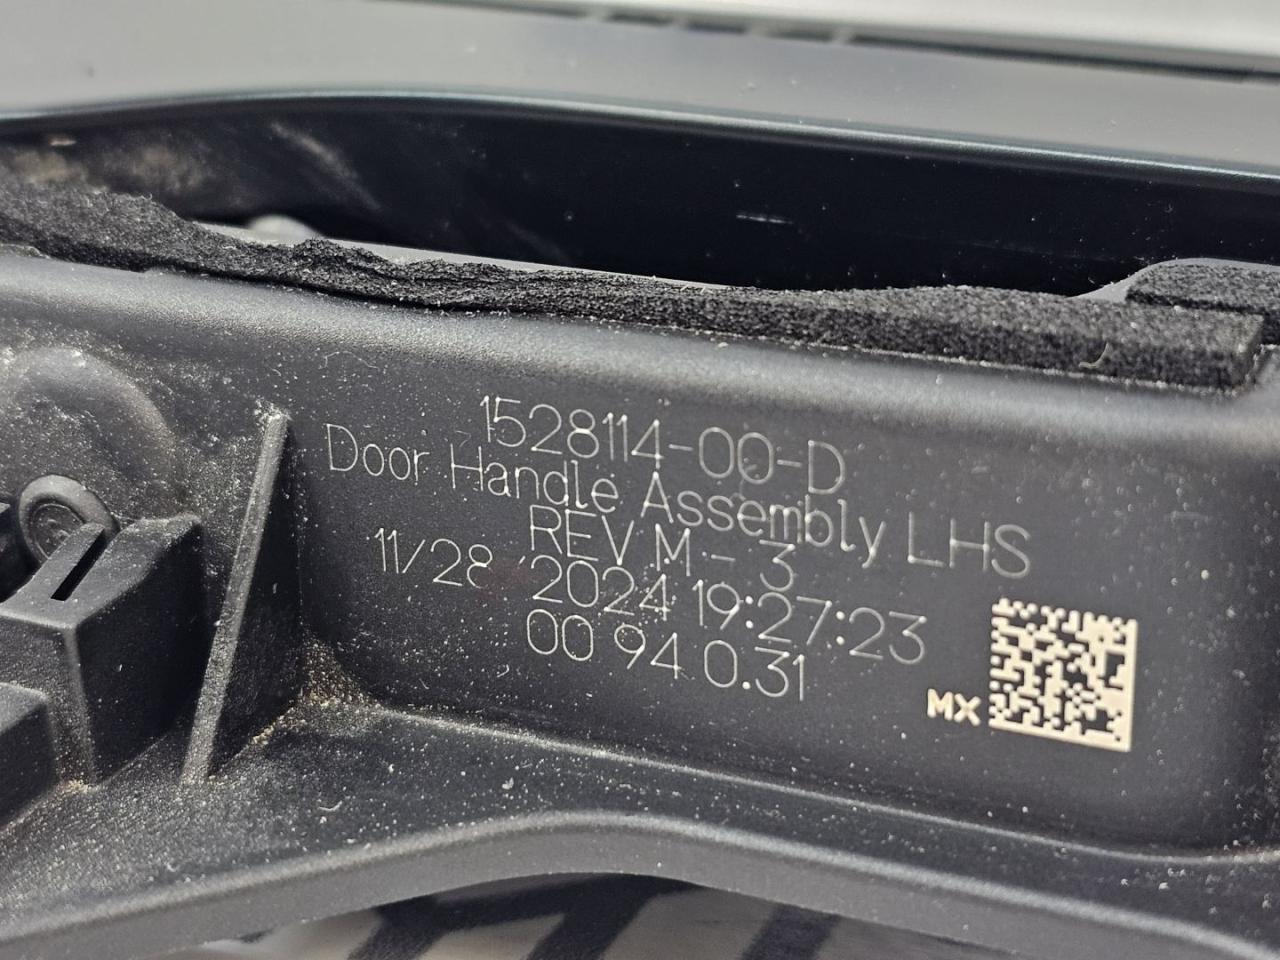 1528114-00-D
Door Handle Assembly LHS
REV M - 3
11/28 2024 19:27:23
00 94 0.31
MX